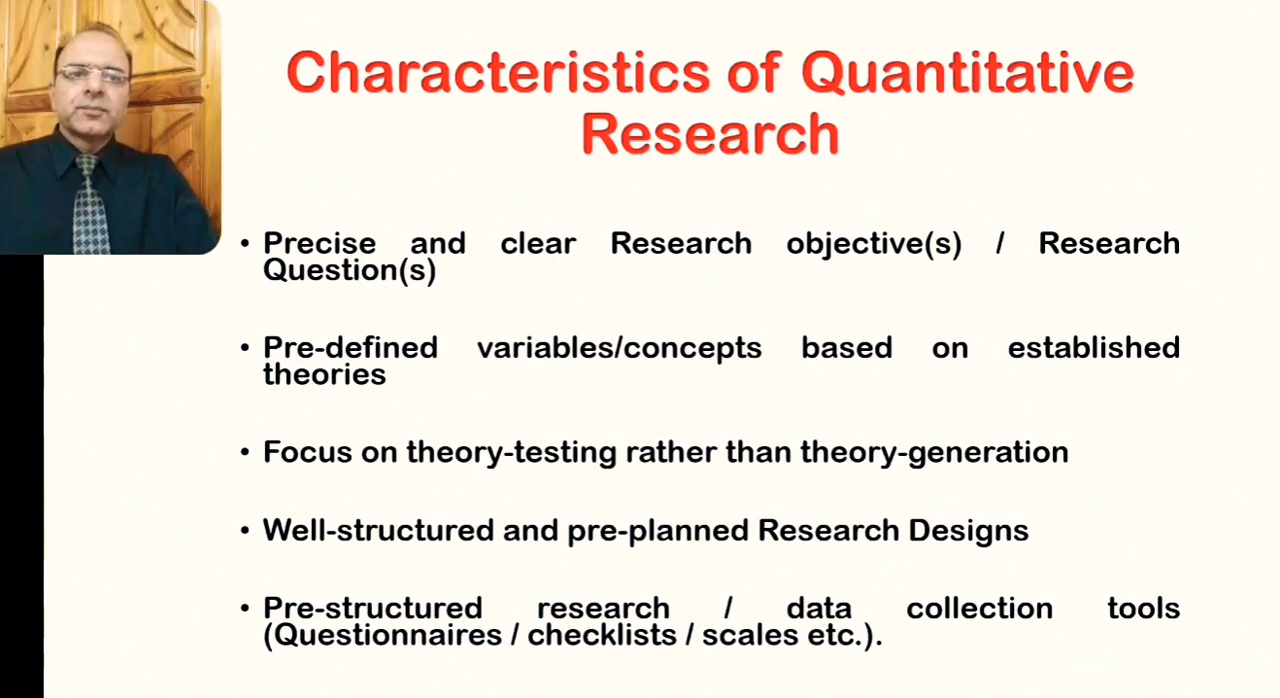 Characteristics of Quantitative
Research
• Precise and clear Research objective(s) / Research
Question(s)
• Pre-defined variables/concepts based on established
theories
• Focus on theory-testing rather than theory-generation
• Well-structured and pre-planned Research Designs
• Pre-structured research / data collection tools
(Questionnaires / checklists / scales etc.).